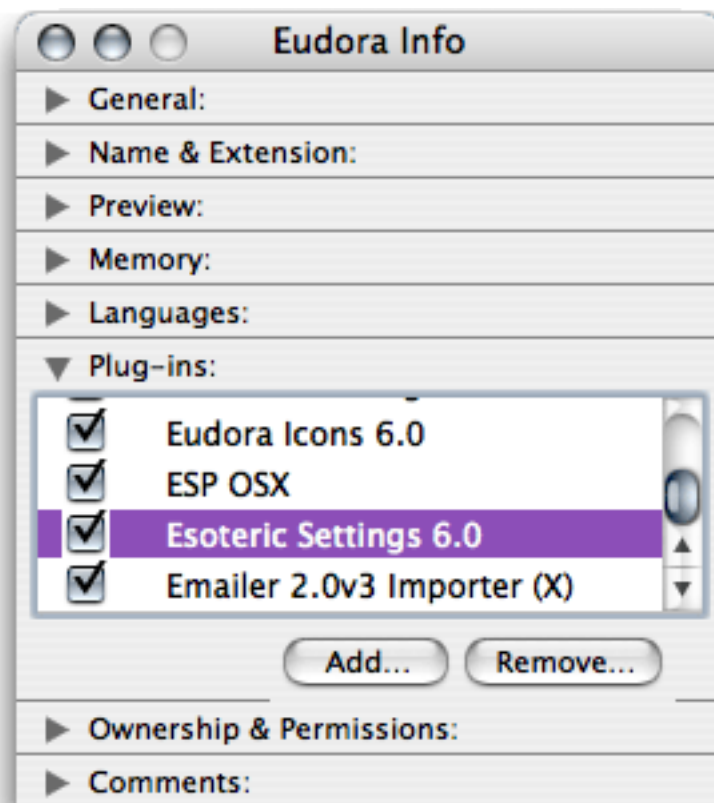 Eudora Info
General:
Name & Extension:
Preview:
Memory:
Languages:
Plug-ins:
Eudora Icons 6.0
ESP OSX
Esoteric Settings 6.0
Emailer 2.0v3 Importer (X)
Add... Remove...
Ownership & Permissions:
Comments: